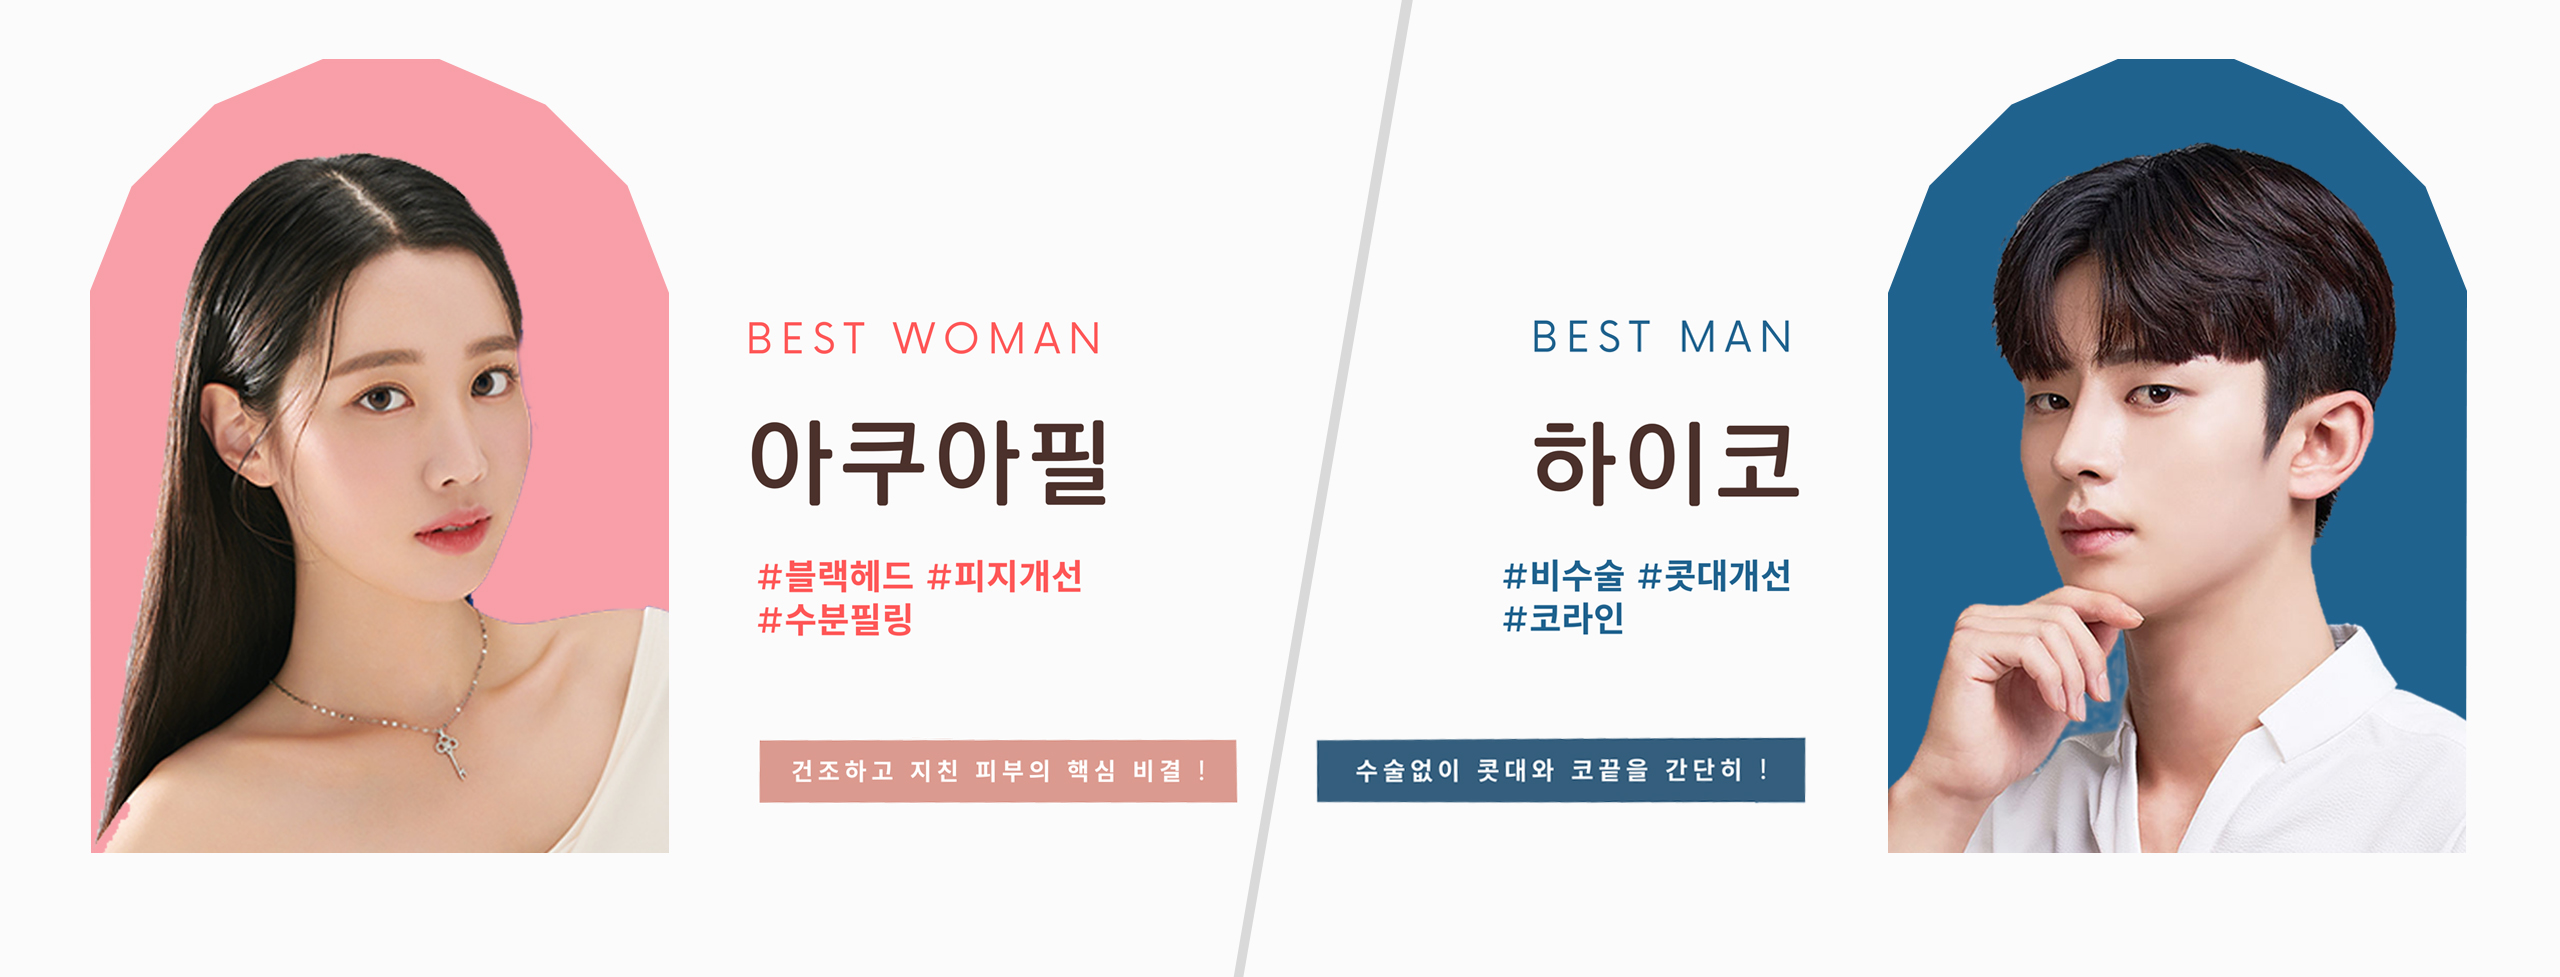 BEST WOMAN
아쿠아필
#블랙헤드 #피지개선
#수분필링
건조하고 지친 피부의 핵심 비결 !
BEST MAN
하이코
#비수술 #콧대개선
#코라인
수술없이 콧대와 코끝을 간단히 !